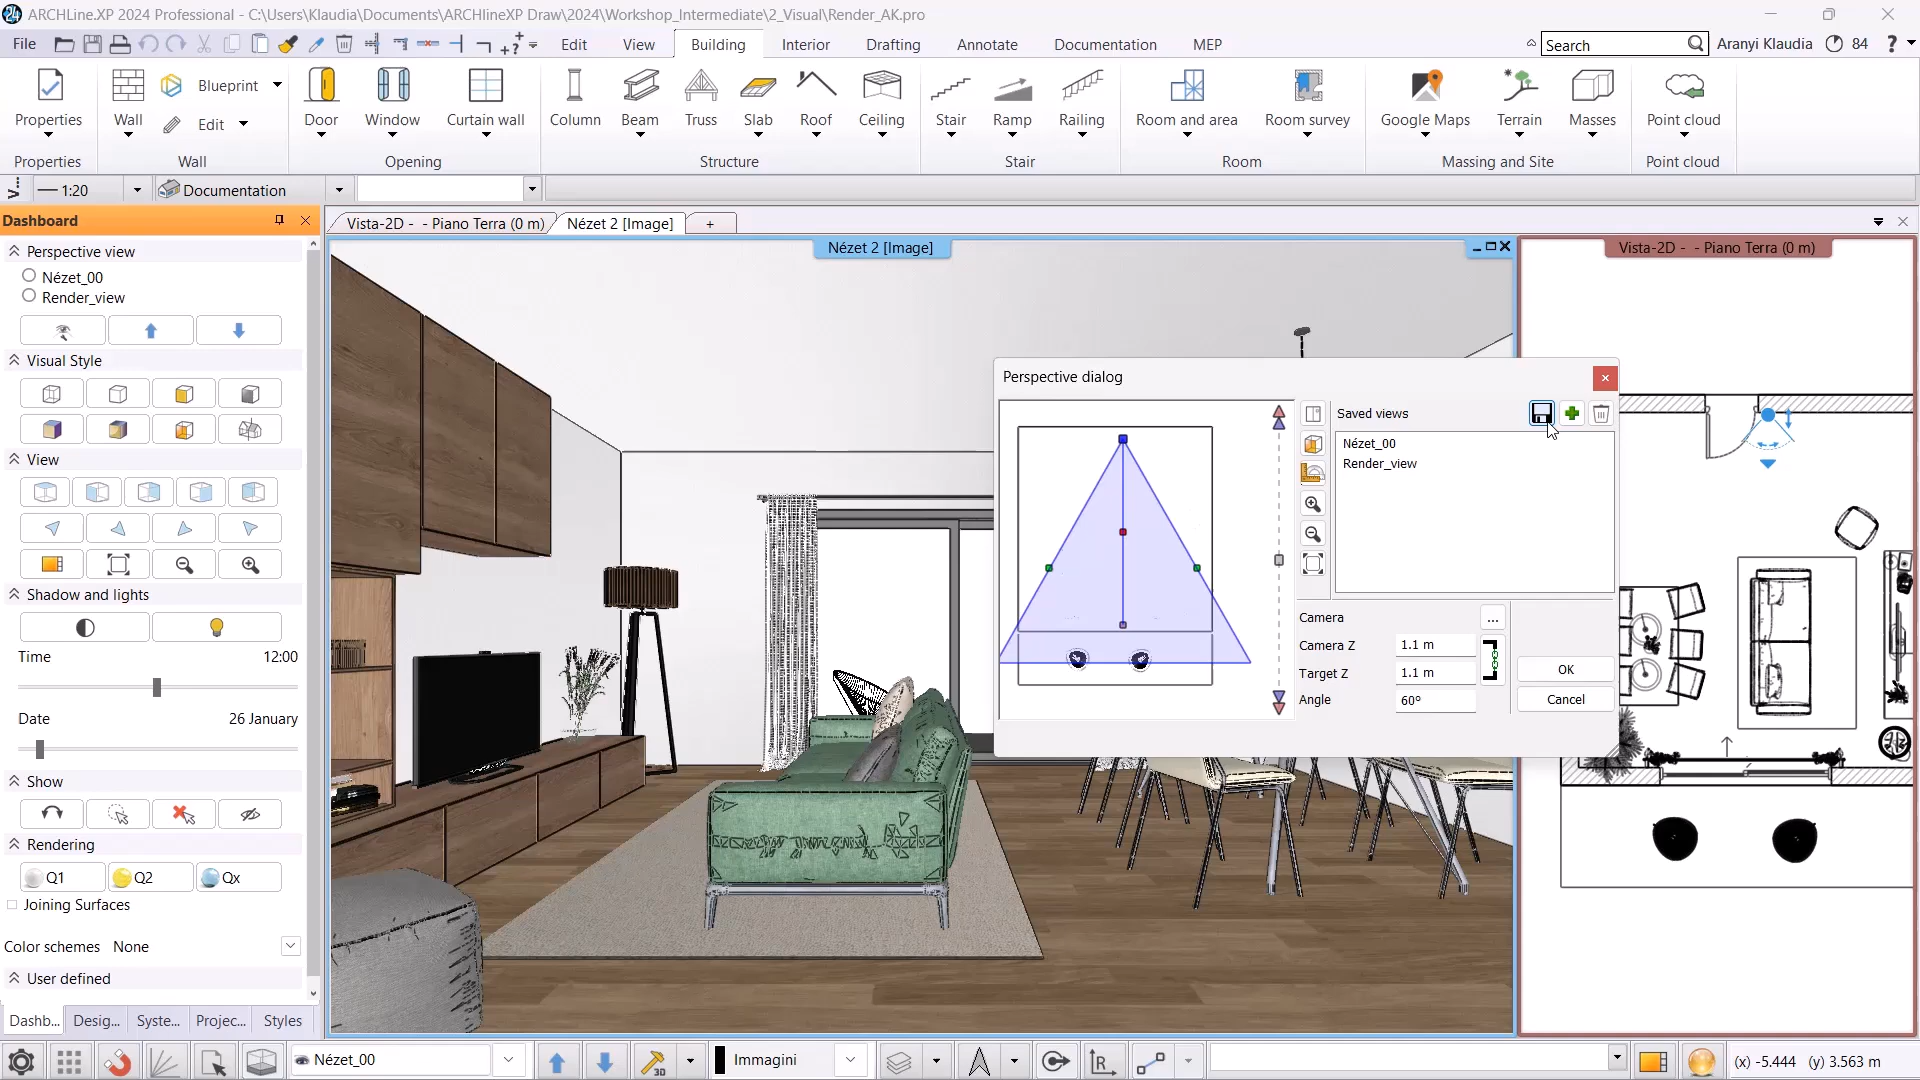 ARCHLine.XP 2024 Professional - C:\Users\Klaudia\Documents\ARCHlineXP Draw\2024\Workshop_Intermediate\2_Visual\Render_AK.pro
File
Edit
View
Building
Interior
Drafting
Annotate
Documentation
MEP
Search
Aranyi Klaudia
84
?
Properties
Wall
Blueprint
Edit
Door
Window
Curtain wall
Column
Beam
Truss
Slab
Roof
Ceiling
Stair
Ramp
Railing
Room and area
Room survey
Google Maps
Terrain
Masses
Point cloud
Properties
Wall
Opening
Structure
Stair
Room
Massing and Site
Point cloud
1:20
Documentation
Dashboard
Vista-2D - - Piano Terra (0 m)
Nézet 2 [Image]
+
Nézet 2 [Image]
Vista-2D - - Piano Terra (0 m)
Perspective view
Nézet_00
Render_view
Visual Style
View
Shadow and lights
Time
12:00
Date
26 January
Show
Rendering
Q1
Q2
Qx
Joining Surfaces
Color schemes
None
User defined
Dashb...
Desig...
Syste...
Projec...
Styles
Perspective dialog
Saved views
Nézet_00
Render_view
Camera
...
Camera Z
1.1 m
Target Z
1.1 m
Angle
60º
OK
Cancel
Nézet_00
3D
Immagini
(x) -5.444
(y) 3.563 m